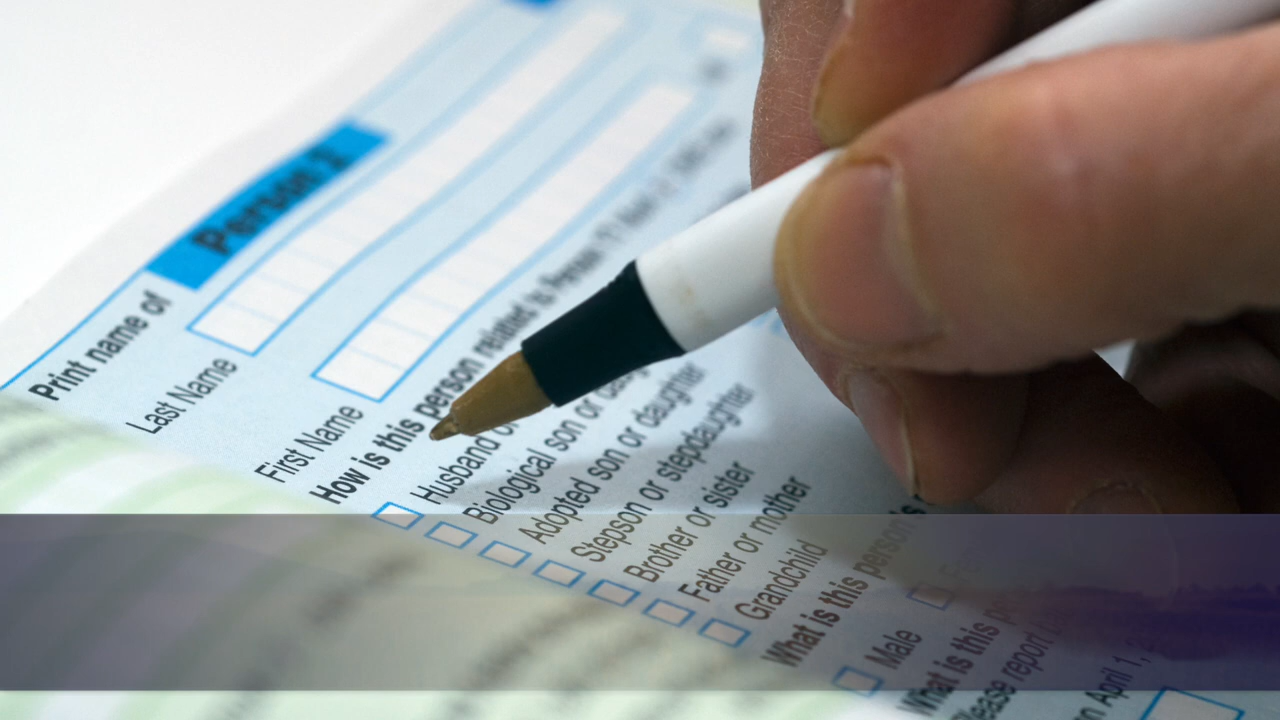 Person 2
Print name of
Last Name
First Name
How is this person related to Person 1?
Husband or
Biological son or
Adopted son or daughter
Stepson or stepdaughter
Brother or sister
Father or mother
Grandchild
What is this person's
Male
What is this
Please report
on April 1,